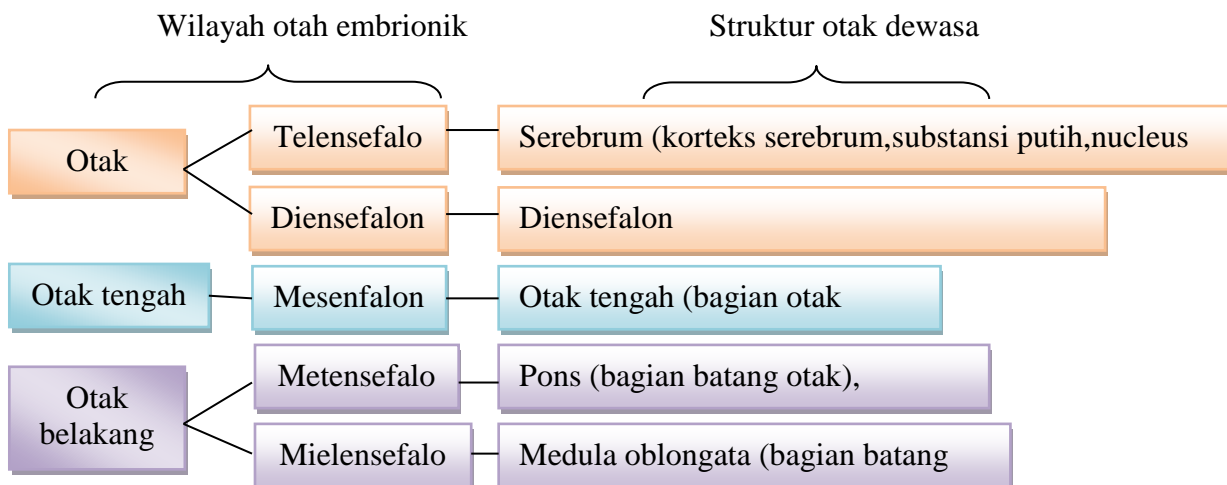 Wilayah otah embrionik
Struktur otak dewasa
Otak
Telensefalo
Serebrum (korteks serebrum,substansi putih,nucleus
Diensefalon
Diensefalon
Otak tengah
Mesenfalon
Otak tengah (bagian otak
Otak
belakang
Metensefalo
Pons (bagian batang otak),
Mielensefalo
Medula oblongata (bagian batang